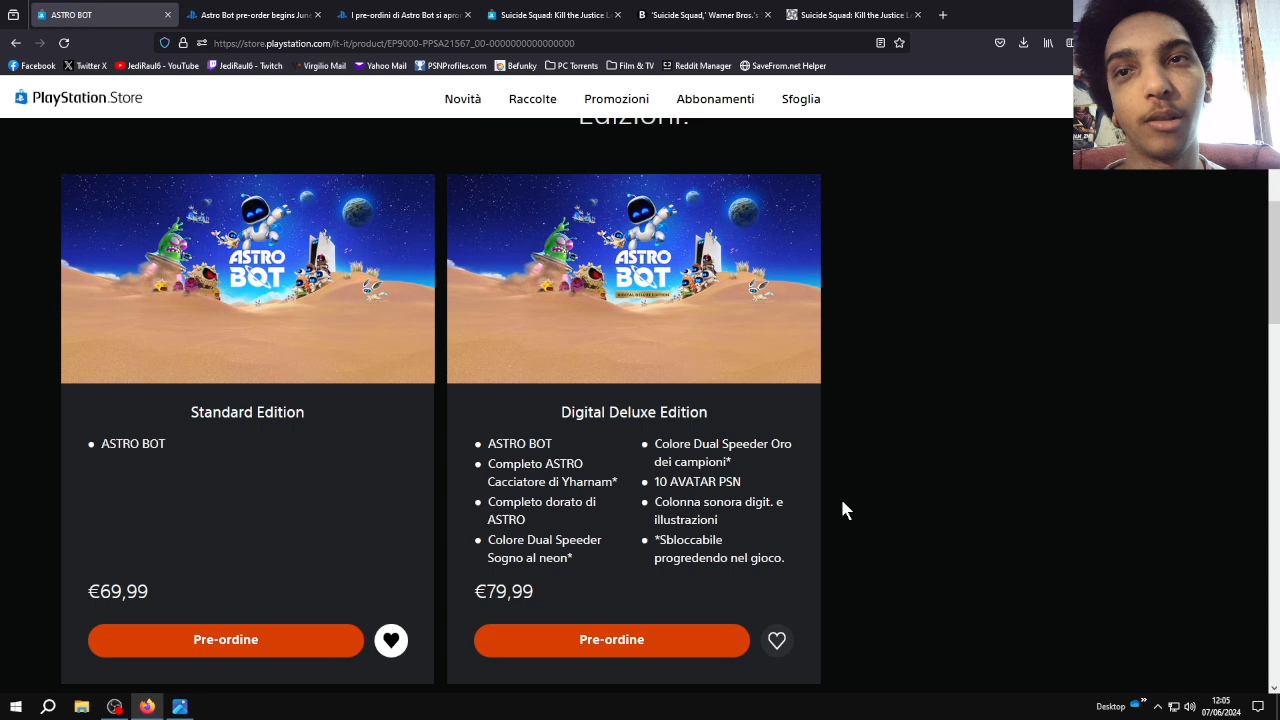 ASTRO BOT
Astro Bot pre-order begins June
I pre-ordini di Astro Bot si apron
Suicide Squad: Kill the Justice L
'Suicide Squad,' Warner Bros.'s
Suicide Squad: Kill the Justice L
https://store.playstation.com/it-it/product/EP9000-PPSA21567_00-0000000000000000
Facebook
Twitter X
JediRaul6 - YouTube
JediRaul6 - Twitch
Virgilio Mail
Yahoo Mail
PSNProfiles.com
Befunky
PC Torrents
Film & TV
Reddit Manager
SaveFrom.net Helper
PlayStation.Store
Novità
Raccolte
Promozioni
Abbonamenti
Sfoglia
Edizioni:
ASTRO
BOT
ASTRO
BOT
DIGITAL DELUXE EDITION
Standard Edition
• ASTRO BOT
€69,99
Pre-ordine
Digital Deluxe Edition
• ASTRO BOT
• Completo ASTRO
Cacciatore di Yharnam*
• Completo dorato di
ASTRO
• Colore Dual Speeder
Sogno al neon*
• Colore Dual Speeder Oro
dei campioni*
• 10 AVATAR PSN
• Colonna sonora digit. e
illustrazioni
• *Sbloccabile
progredendo nel gioco.
€79,99
Pre-ordine
Desktop
12:05
07/06/2024